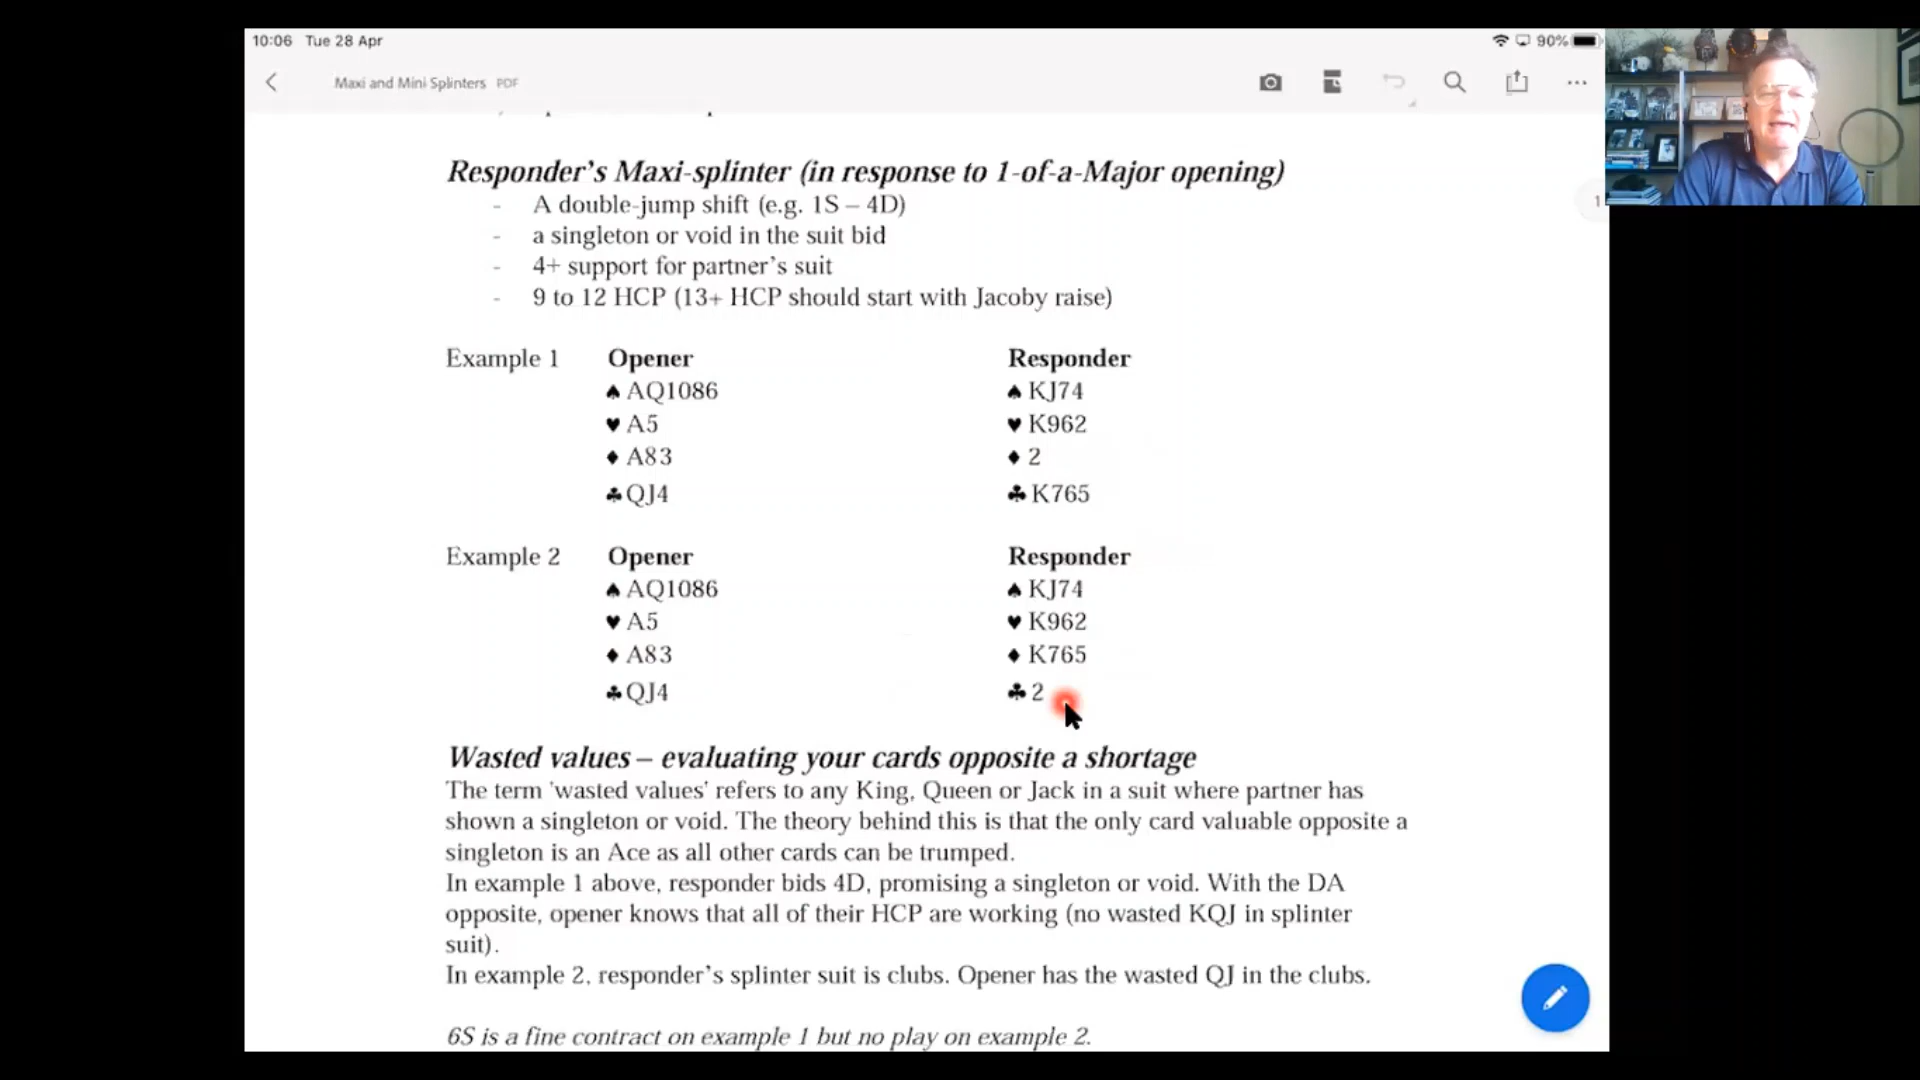 10:06 Tue 28 Apr
90%
Maxi and Mini Splinters PDF
1
Responder's Maxi-splinter (in response to 1-of-a-Major opening)
- A double-jump shift (e.g. 1S – 4D)
- a singleton or void in the suit bid
- 4+ support for partner's suit
- 9 to 12 HCP (13+ HCP should start with Jacoby raise)
Example 1 Opener Responder
♠ AQ1086 ♠ KJ74
♥ A5 ♥ K962
♦ A83 ♦ 2
♣ QJ4 ♣ K765
Example 2 Opener Responder
♠ AQ1086 ♠ KJ74
♥ A5 ♥ K962
♦ A83 ♦ K765
♣ QJ4 ♣ 2
Wasted values – evaluating your cards opposite a shortage
The term 'wasted values' refers to any King, Queen or Jack in a suit where partner has
shown a singleton or void. The theory behind this is that the only card valuable opposite a
singleton is an Ace as all other cards can be trumped.
In example 1 above, responder bids 4D, promising a singleton or void. With the DA
opposite, opener knows that all of their HCP are working (no wasted KQJ in splinter
suit).
In example 2, responder's splinter suit is clubs. Opener has the wasted QJ in the clubs.
6S is a fine contract on example 1 but no play on example 2.